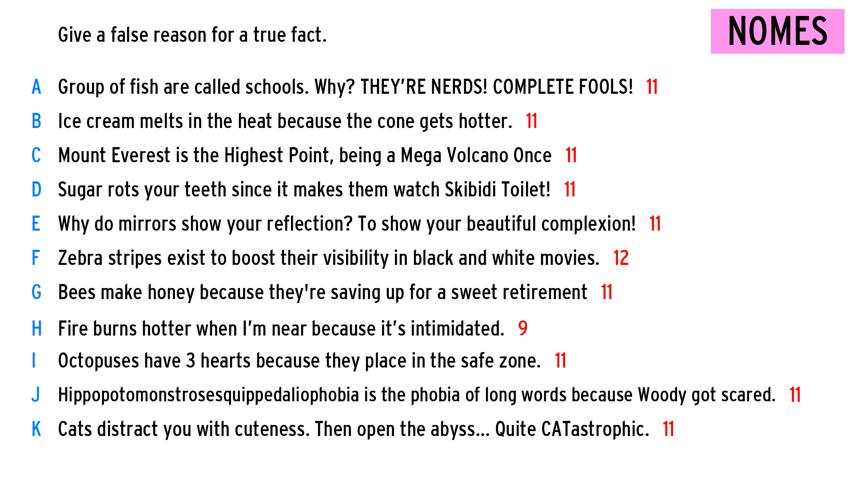 Give a false reason for a true fact.
NOMES
A Group of fish are called schools. Why? THEY'RE NERDS! COMPLETE FOOLS! 11
B Ice cream melts in the heat because the cone gets hotter. 11
C Mount Everest is the Highest Point, being a Mega Volcano Once 11
D Sugar rots your teeth since it makes them watch Skibidi Toilet! 11
E Why do mirrors show your reflection? To show your beautiful complexion! 11
F Zebra stripes exist to boost their visibility in black and white movies. 12
G Bees make honey because they're saving up for a sweet retirement 11
H Fire burns hotter when I'm near because it's intimidated. 9
I Octopuses have 3 hearts because they place in the safe zone. 11
J Hippopotomonstrosesquippedaliophobia is the phobia of long words because Woody got scared. 11
K Cats distract you with cuteness. Then open the abyss... Quite CATastrophic. 11